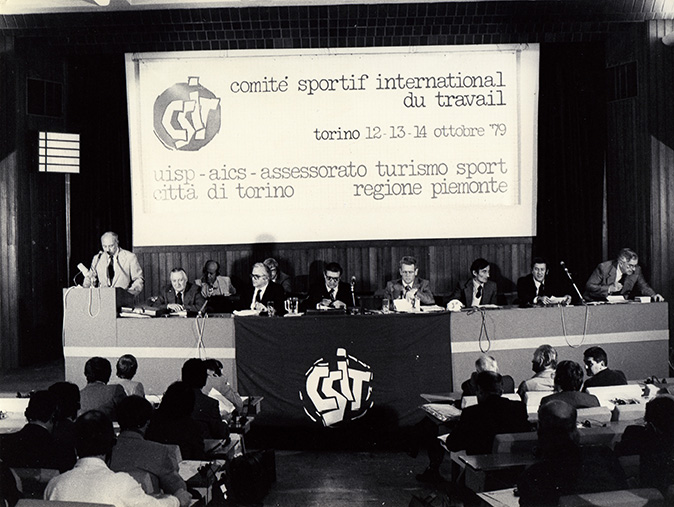 csit
comité sportif international
du travail
torino 12-13-14 ottobre '79
uisp - aics - assessorato turismo sport
città di torino regione piemonte
csit